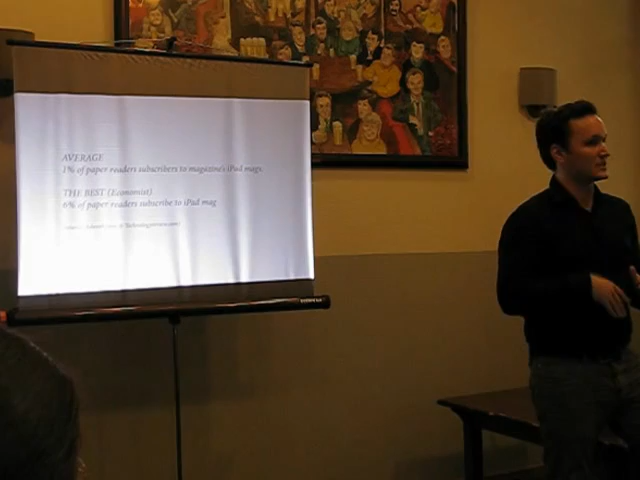 AVERAGE
1% of paper readers subscribers to magazine's iPad mags.
THE BEST (Economist)
6% of paper readers subscribe to iPad mag